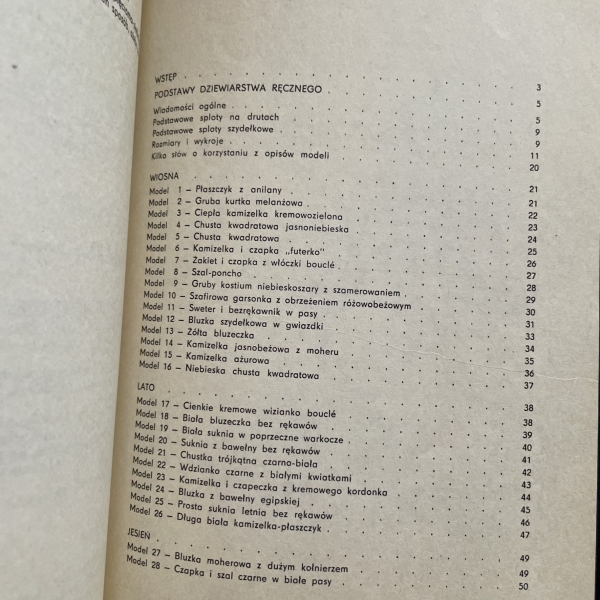 sposób,
WSTĘP . . . 3
PODSTAWY DZIEWIARSTWA RĘCZNEGO . . . 5
Wiadomości ogólne . . . 5
Podstawowe sploty na drutach . . . 9
Podstawowe sploty szydełkowe . . . 9
Rozmiary i wykroje . . . 11
Kilka słów o korzystaniu z opisów modeli . . . 20
WIOSNA . . . 21
Model 1 – Płaszczyk z anilany . . . 21
Model 2 – Gruba kurtka melanżowa . . . 22
Model 3 – Ciepła kamizelka kremowozielona . . . 23
Model 4 – Chusta kwadratowa jasnoniebieska . . . 24
Model 5 – Chusta kwadratowa . . . 25
Model 6 – Kamizelka i czapka „futerko" . . . 26
Model 7 – Żakiet i czapka z włóczki bouclé . . . 27
Model 8 – Szal-poncho . . . 28
Model 9 – Gruby kostium niebieskoszary z szamerowaniem . . . 29
Model 10 – Szafirowa garsonka z obrzeżeniem różowobeżowym . . . 30
Model 11 – Sweter i bezrękawnik w pasy . . . 31
Model 12 – Bluzka szydełkowa w gwiazdki . . . 33
Model 13 – Żółta bluzeczka . . . 34
Model 14 – Kamizelka jasnobeżowa z moheru . . . 35
Model 15 – Kamizelka ażurowa . . . 36
Model 16 – Niebieska chusta kwadratowa . . . 37
LATO . . . 38
Model 17 – Cienkie kremowe wizianko bouclé . . . 38
Model 18 – Biała bluzeczka bez rękawów . . . 39
Model 19 – Biała suknia w poprzeczne warkocze . . . 40
Model 20 – Suknia z bawełny bez rękawów . . . 41
Model 21 – Chustka trójkątna czarna-biała . . . 42
Model 22 – Wdzianko czarne z białymi kwiatkami . . . 43
Model 23 – Kamizelka i czapeczka z kremowego kordonka . . . 44
Model 24 – Bluzka z bawełny egipskiej . . . 45
Model 25 – Prosta suknia letnia bez rękawów . . . 46
Model 26 – Długa biała kamizelka-płaszczyk . . . 47
JESIEŃ . . . 49
Model 27 – Bluzka moherowa z dużym kołnierzem . . . 49
Model 28 – Czapka i szal czarne w białe pasy . . . 50